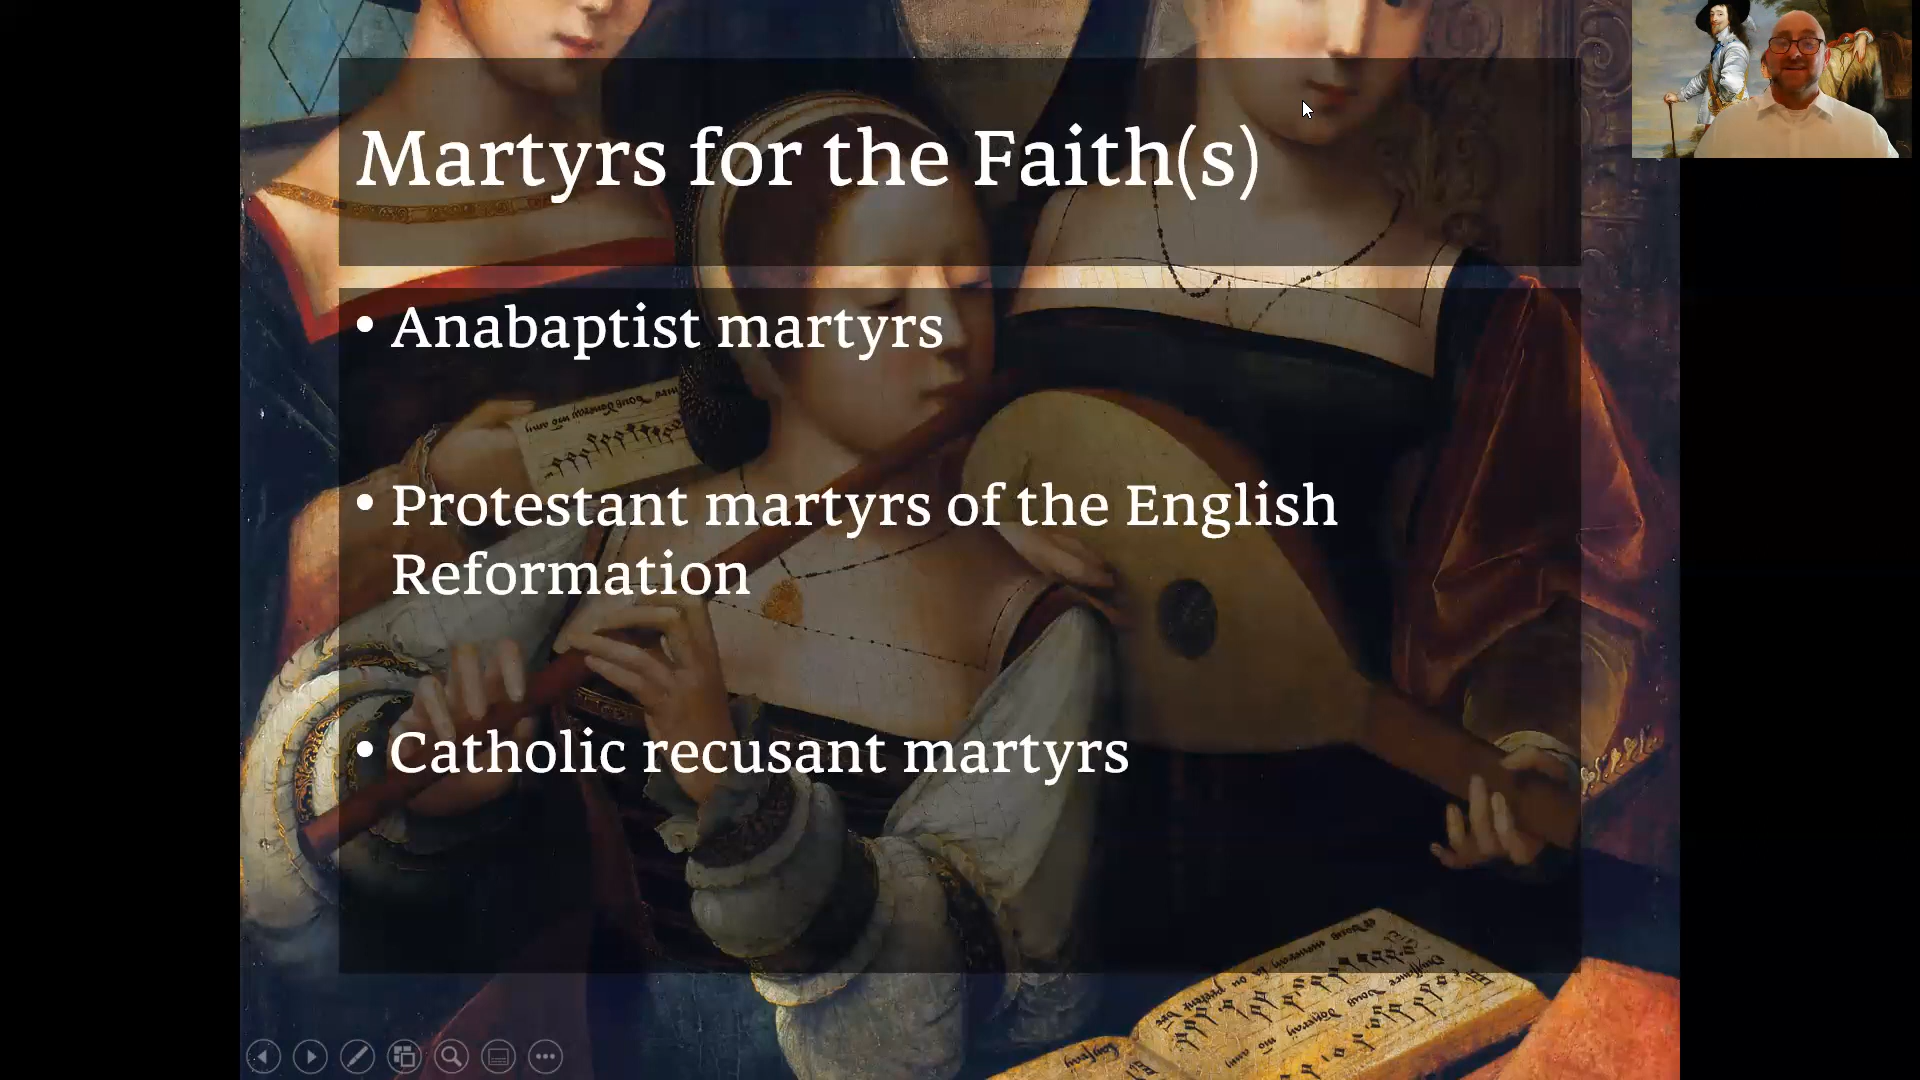 Martyrs for the Faith(s)
• Anabaptist martyrs
• Protestant martyrs of the English
Reformation
• Catholic recusant martyrs